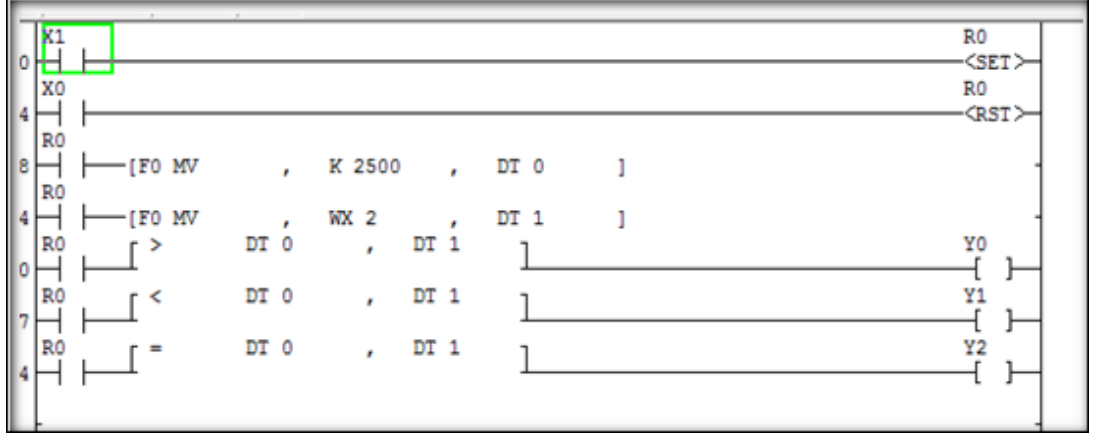 X1 R0
0 <SET>
X0 R0
4 <RST>
R0
8 [F0 MV , K 2500 , DT 0 ]
R0
4 [F0 MV , WX 2 , DT 1 ]
R0 > DT 0 , DT 1 Y0
0 [ ]
R0 < DT 0 , DT 1 Y1
7 [ ]
R0 = DT 0 , DT 1 Y2
4 [ ]